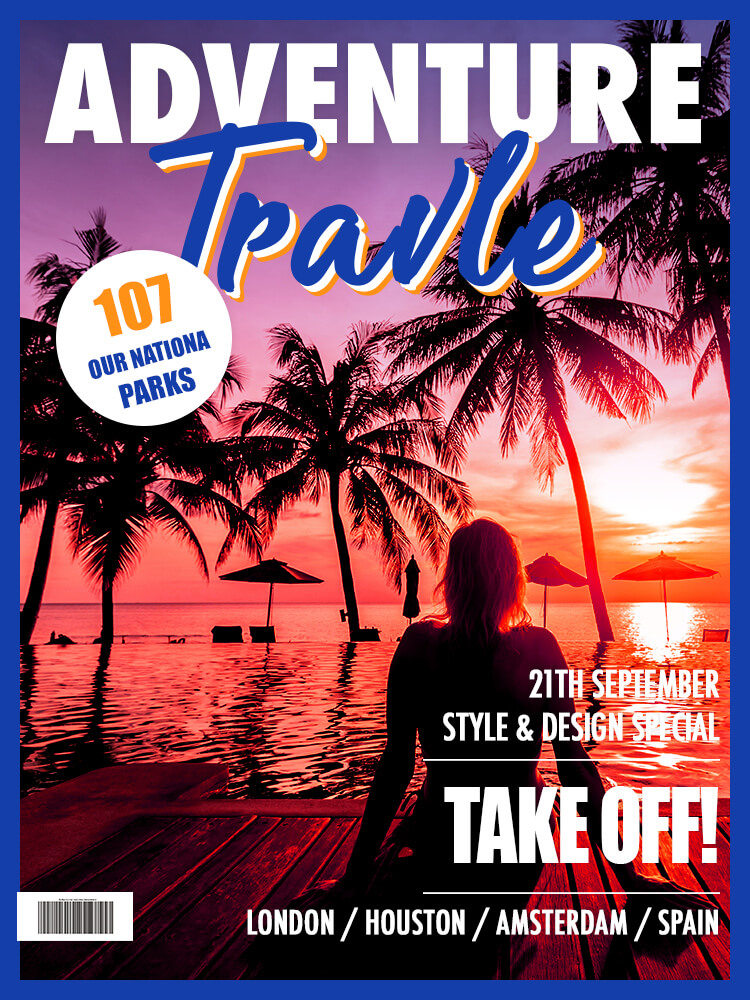 ADVENTURE
Travle
107
OUR NATIONA
PARKS
21TH SEPTEMBER
STYLE & DESIGN SPECIAL
TAKE OFF!
LONDON / HOUSTON / AMSTERDAM / SPAIN